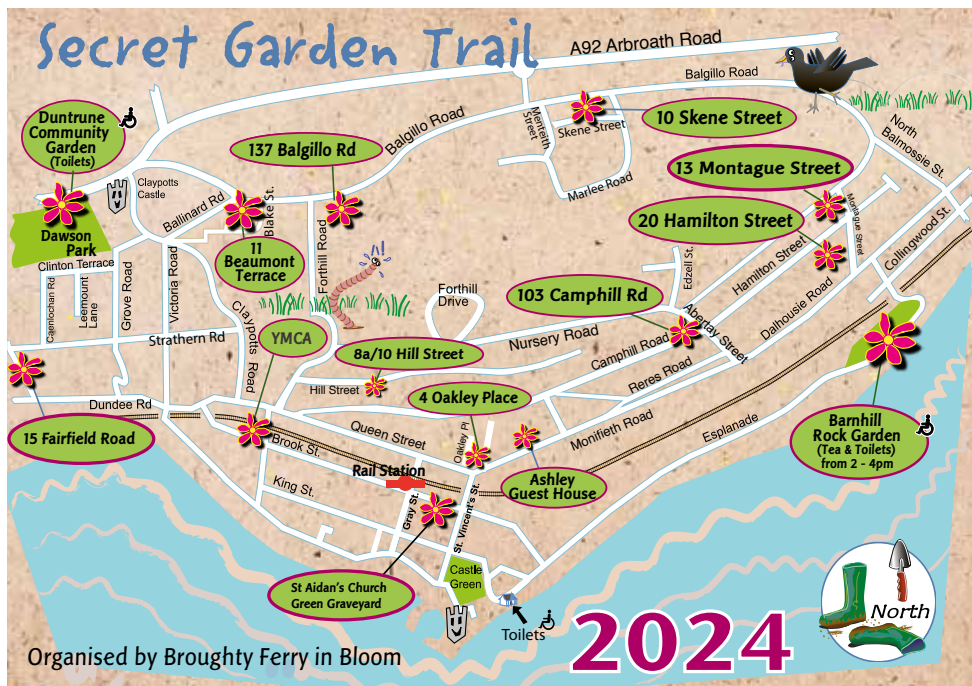 Secret Garden Trail
A92 Arbroath Road
Balgillo Road
Duntrune
Community
Garden
(Toilets)
137 Balgillo Rd
Balgillo Road
Menteith
Street
Skene Street
10 Skene Street
North
Balmossie St
13 Montague Street
Marlee Road
Claypotts
Castle
Ballinard Rd
Blake St.
Dawson
Park
11
Beaumont
Terrace
Forthill Road
20 Hamilton Street
Montague Street
Collingwood St.
Hamilton Street
Edzell St.
Clinton Terrace
Caenlochan Rd
Leemount
Lane
Grove Road
Victoria Road
Claypotts Road
Forthill
Drive
103 Camphill Rd
Abertay Street
Dalhousie Road
Strathern Rd
YMCA
8a/10 Hill Street
Nursery Road
Camphill Road
Hill Street
Reres Road
4 Oakley Place
Dundee Rd
15 Fairfield Road
Queen Street
Oakley Pl
Monifieth Road
Esplanade
Barnhill
Rock Garden
(Tea & Toilets)
from 2 - 4pm
Brook St.
Rail Station
Ashley
Guest House
King St.
Gray St.
St. Vincent's St.
St Aidan's Church
Green Graveyard
Castle
Green
Toilets
North
2024
Organised by Broughty Ferry in Bloom